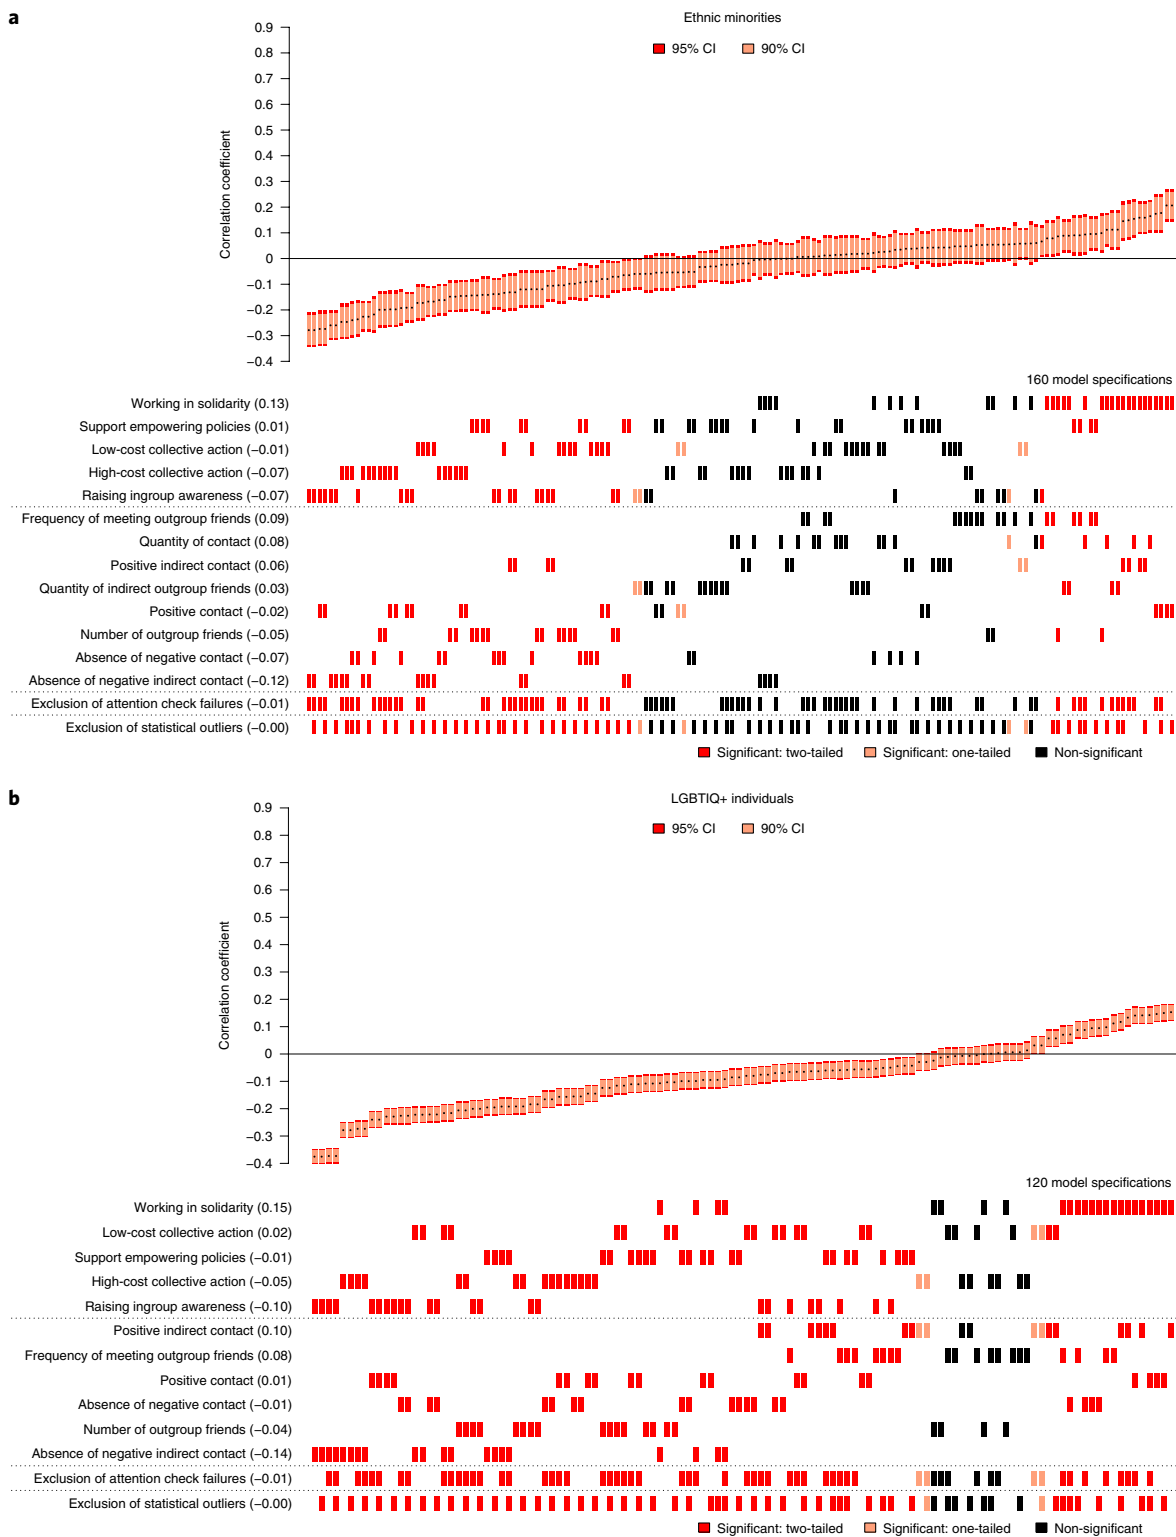 a
Ethnic minorities
95% CI 90% CI
0.9
0.8
0.7
0.6
0.5
0.4
0.3
0.2
0.1
0
−0.1
−0.2
−0.3
−0.4
Correlation coefficient
160 model specifications
Working in solidarity (0.13)
Support empowering policies (0.01)
Low-cost collective action (−0.01)
High-cost collective action (−0.07)
Raising ingroup awareness (−0.07)
Frequency of meeting outgroup friends (0.09)
Quantity of contact (0.08)
Positive indirect contact (0.06)
Quantity of indirect outgroup friends (0.03)
Positive contact (−0.02)
Number of outgroup friends (−0.05)
Absence of negative contact (−0.07)
Absence of negative indirect contact (−0.12)
Exclusion of attention check failures (−0.01)
Exclusion of statistical outliers (−0.00)
Significant: two-tailed Significant: one-tailed Non-significant
b
LGBTIQ+ individuals
95% CI 90% CI
0.9
0.8
0.7
0.6
0.5
0.4
0.3
0.2
0.1
0
−0.1
−0.2
−0.3
−0.4
Correlation coefficient
120 model specifications
Working in solidarity (0.15)
Low-cost collective action (0.02)
Support empowering policies (−0.01)
High-cost collective action (−0.05)
Raising ingroup awareness (−0.10)
Positive indirect contact (0.10)
Frequency of meeting outgroup friends (0.08)
Positive contact (0.01)
Absence of negative contact (−0.01)
Number of outgroup friends (−0.04)
Absence of negative indirect contact (−0.14)
Exclusion of attention check failures (−0.01)
Exclusion of statistical outliers (−0.00)
Significant: two-tailed Significant: one-tailed Non-significant